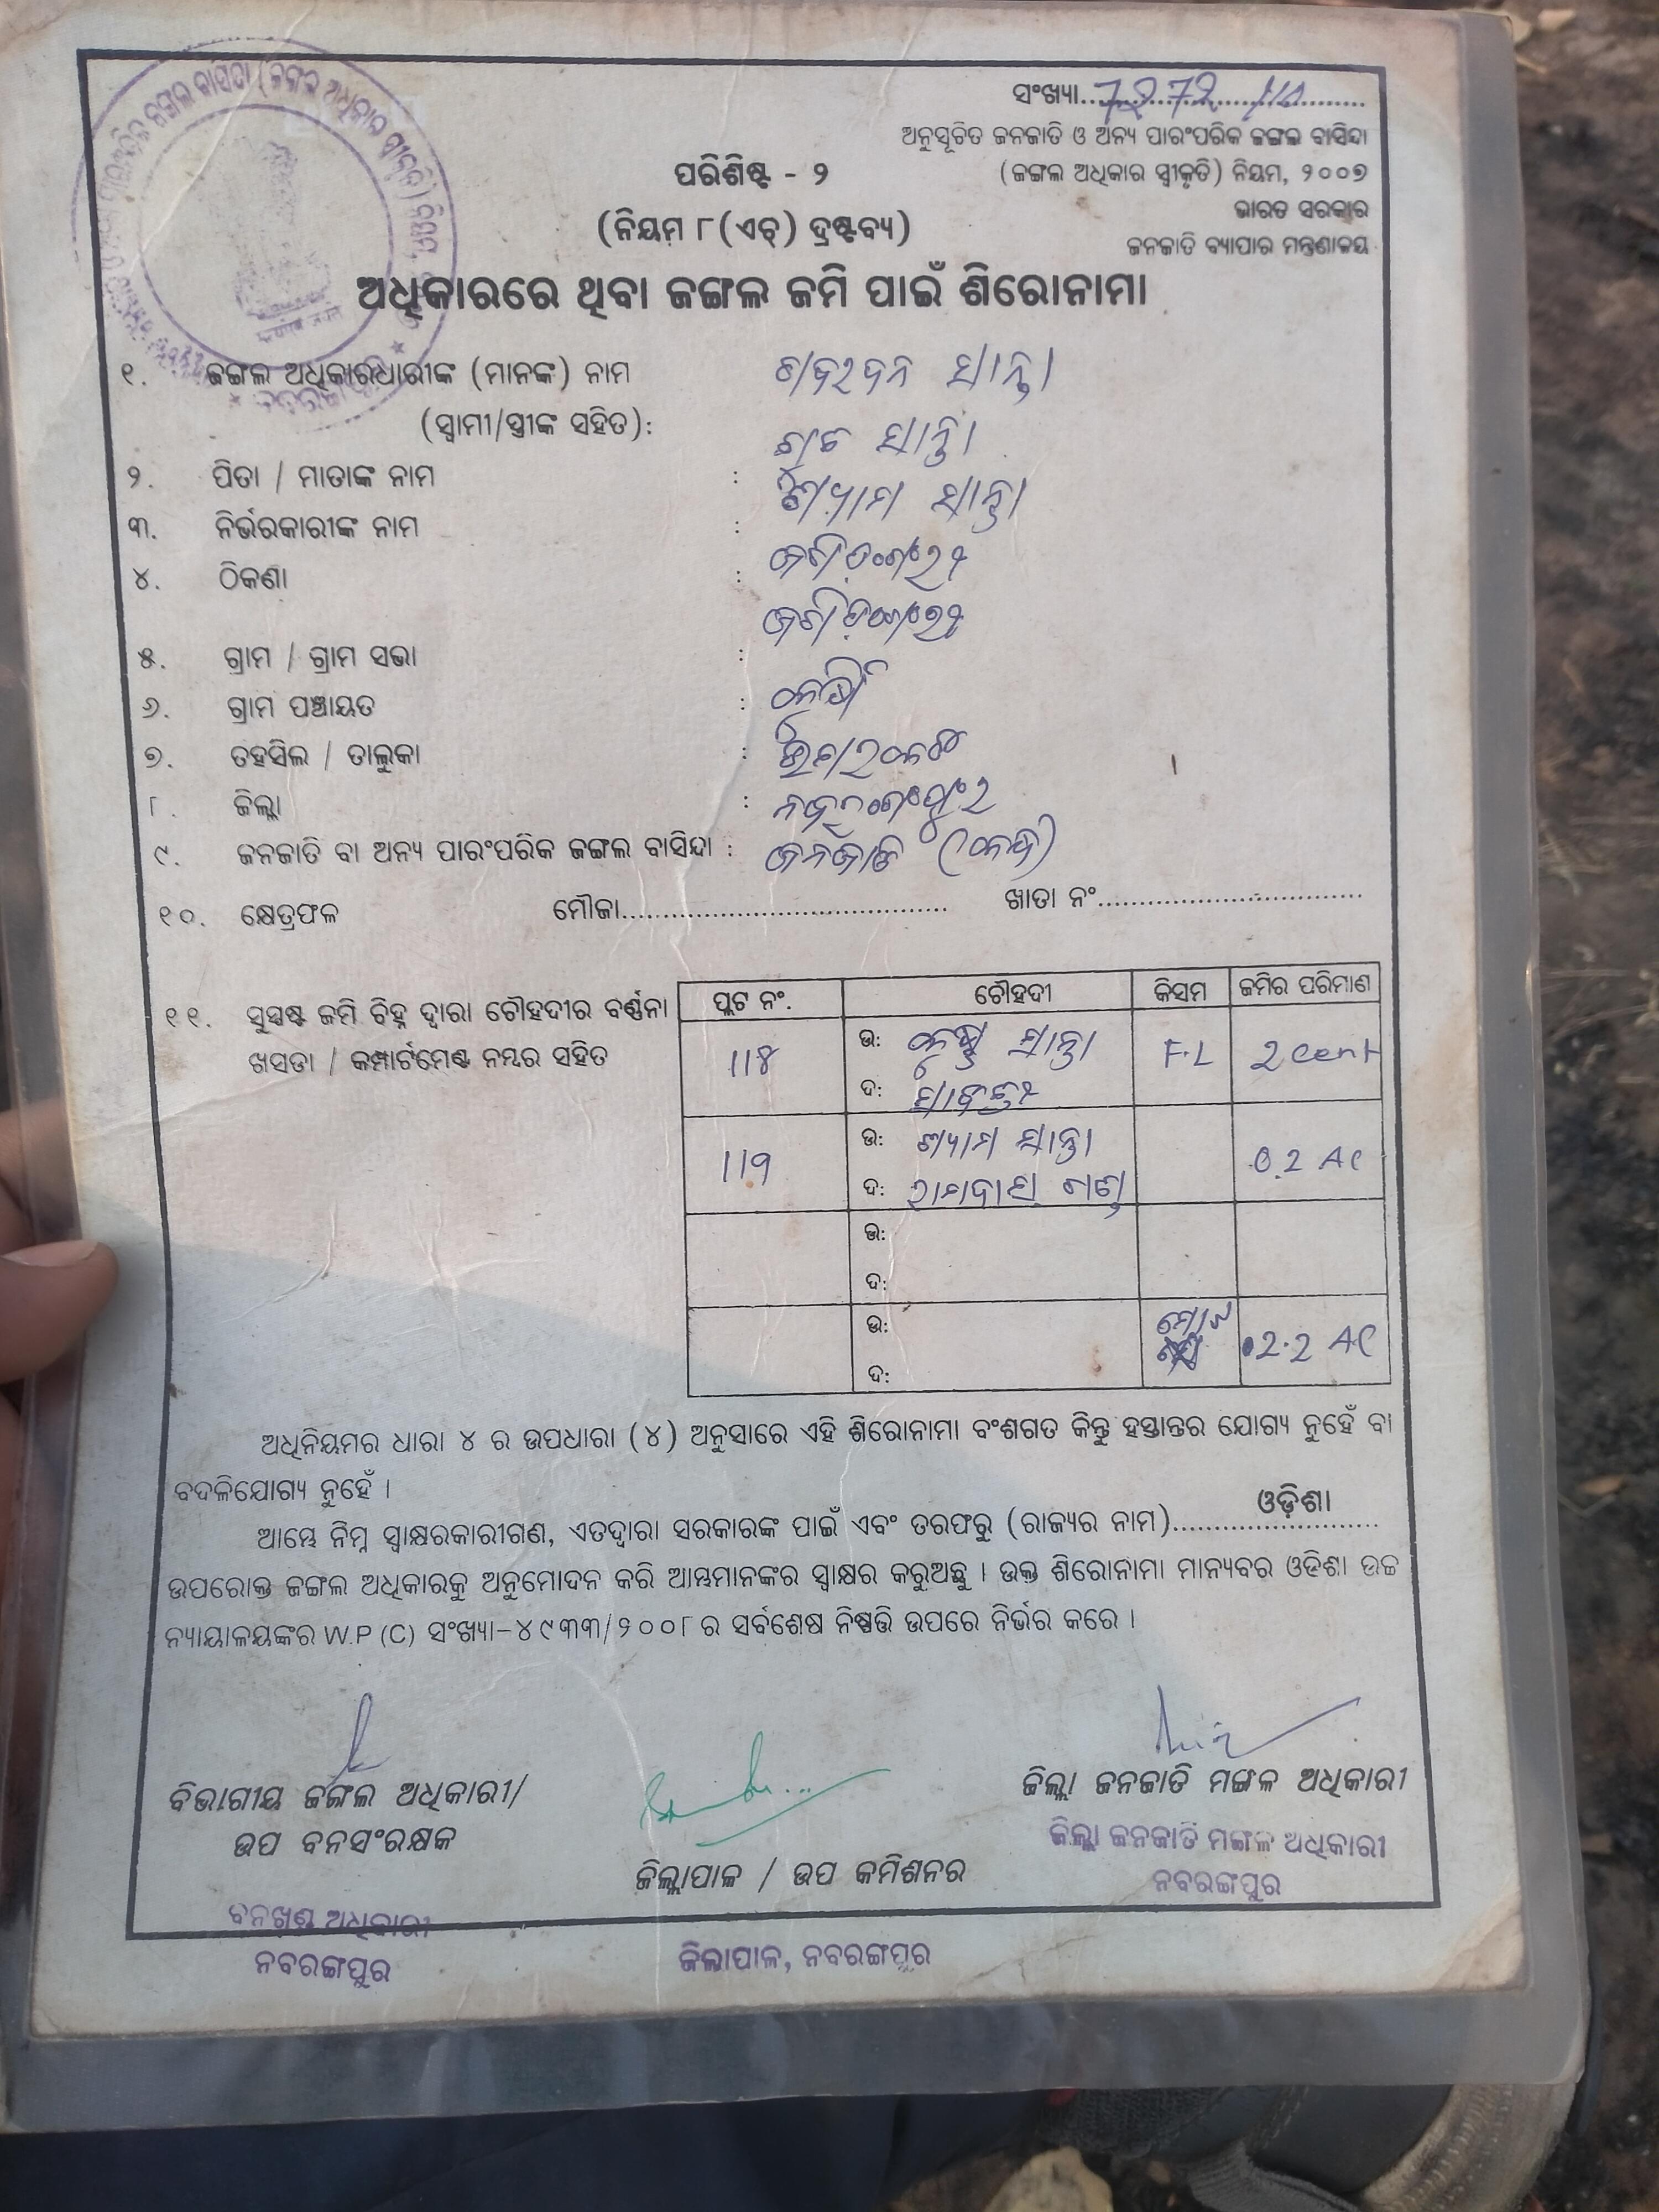 ସଂଖ୍ୟା 7272
ଅନୁସୂଚିତ ଜନଜାତି ଓ ଅନ୍ୟ ପାରଂପରିକ ଜଙ୍ଗଲ ବାସିନ୍ଦା
(ଜଙ୍ଗଲ ଅଧିକାର ସ୍ୱୀକୃତି) ନିୟମ, ୨୦୦୭
ଭାରତ ସରକାର
ଜନଜାତି ବ୍ୟାପାର ମନ୍ତ୍ରଣାଳୟ
ପରିଶିଷ୍ଟ - ୨
(ନିୟମ ୮(ଏଚ୍) ଦ୍ରଷ୍ଟବ୍ୟ)
ଅଧିକାରରେ ଥିବା ଜଙ୍ଗଲ ଜମି ପାଇଁ ଶିରୋନାମା
୧. ଜଙ୍ଗଲ ଅଧିକାରଧାରୀଙ୍କ (ମାନଙ୍କ) ନାମ ସାନ୍ତା
(ସ୍ୱାମୀ/ସ୍ତ୍ରୀଙ୍କ ସହିତ):
୨. ପିତା / ମାତାଙ୍କ ନାମ : ସାନ୍ତା
୩. ନିର୍ଭରକାରୀଙ୍କ ନାମ : ଶ୍ୟାମ ସାନ୍ତା
୪. ଠିକଣା :
୫. ଗ୍ରାମ / ଗ୍ରାମ ସଭା :
୬. ଗ୍ରାମ ପଞ୍ଚାୟତ :
୭. ତହସିଲ / ତାଲୁକା :
୮. ଜିଲ୍ଲା : ନବରଂଗପୁର
୯. ଜନଜାତି ବା ଅନ୍ୟ ପାରଂପରିକ ଜଙ୍ଗଲ ବାସିନ୍ଦା : ଜନଜାତି
୧୦. କ୍ଷେତ୍ରଫଳ ମୌଜା........................................ ଖାତା ନଂ................................
୧୧. ସୁସ୍ପଷ୍ଟ ଜମି ଚିହ୍ନ ଦ୍ୱାରା ଚୌହଦୀର ବର୍ଣ୍ଣନା
ଖସଡା / କମ୍ପାର୍ଟମେଣ୍ଟ ନମ୍ବର ସହିତ
ପ୍ଲଟ ନଂ. ଚୌହଦୀ କିସମ ଜମିର ପରିମାଣ
ଉ: ସାନ୍ତା F.L 2 cent
ଦ:
ଉ: ଶ୍ୟାମ ସାନ୍ତା 0.2 AC
ଦ:
ଉ:
ଦ:
ଉ: ମୋଟ 2.2 AC
ଦ:
ଅଧିନିୟମର ଧାରା ୪ ର ଉପଧାରା (୪) ଅନୁସାରେ ଏହି ଶିରୋନାମା ବଂଶଗତ କିନ୍ତୁ ହସ୍ତାନ୍ତର ଯୋଗ୍ୟ ନୁହେଁ ବା
ବଦଳିଯୋଗ୍ୟ ନୁହେଁ ।
ଆମ୍ଭେ ନିମ୍ନ ସ୍ୱାକ୍ଷରକାରୀଗଣ, ଏତଦ୍ୱାରା ସରକାରଙ୍କ ପାଇଁ ଏବଂ ତରଫରୁ (ରାଜ୍ୟର ନାମ) ଓଡ଼ିଶା
ଉପରୋକ୍ତ ଜଙ୍ଗଲ ଅଧିକାରକୁ ଅନୁମୋଦନ କରି ଆମ୍ଭମାନଙ୍କର ସ୍ୱାକ୍ଷର କରୁଅଛୁ । ଉକ୍ତ ଶିରୋନାମା ମାନ୍ୟବର ଓଡିଶା ଉଚ୍ଚ
ନ୍ୟାୟାଳୟଙ୍କର W.P (C) ସଂଖ୍ୟା-୪୯୩୩/୨୦୦୮ ର ସର୍ବଶେଷ ନିଷ୍ପତ୍ତି ଉପରେ ନିର୍ଭର କରେ ।
ବିଭାଗୀୟ ଜଙ୍ଗଲ ଅଧିକାରୀ/
ଉପ ବନସଂରକ୍ଷକ
ବନଖଣ୍ଡ ଅଧିକାରୀ
ନବରଙ୍ଗପୁର
ଜିଲ୍ଲାପାଳ / ଉପ କମିଶନର
ଜିଲାପାଳ, ନବରଙ୍ଗପୁର
ଜିଲ୍ଲା ଜନଜାତି ମଙ୍ଗଳ ଅଧିକାରୀ
ଜିଲ୍ଲା ଜନଜାତି ମଙ୍ଗଳ ଅଧିକାରୀ
ନବରଙ୍ଗପୁର